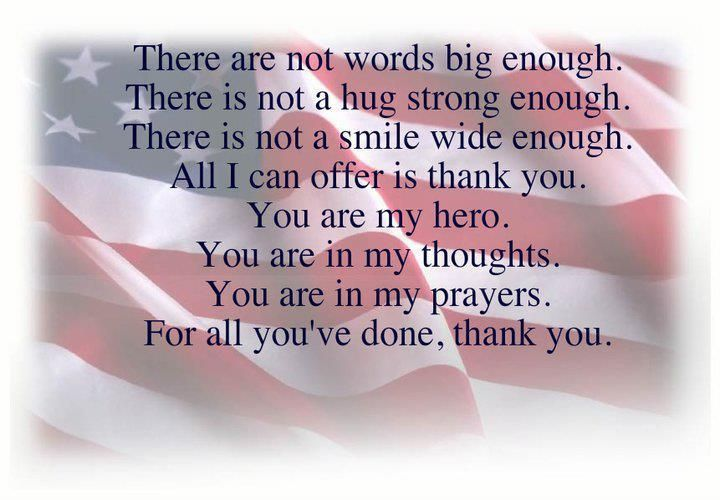 There are not words big enough.
There is not a hug strong enough.
There is not a smile wide enough.
All I can offer is thank you.
You are my hero.
You are in my thoughts.
You are in my prayers.
For all you've done, thank you.